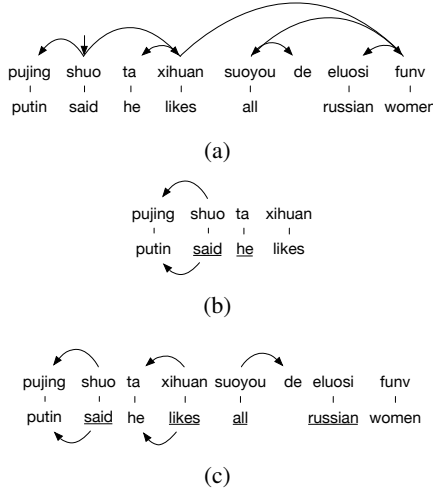 pujing shuo ta xihuan suoyou de eluosi funv
putin said he likes all russian women
(a)
pujing shuo ta xihuan
putin said he likes
(b)
pujing shuo ta xihuan suoyou de eluosi funv
putin said he likes all russian women
(c)